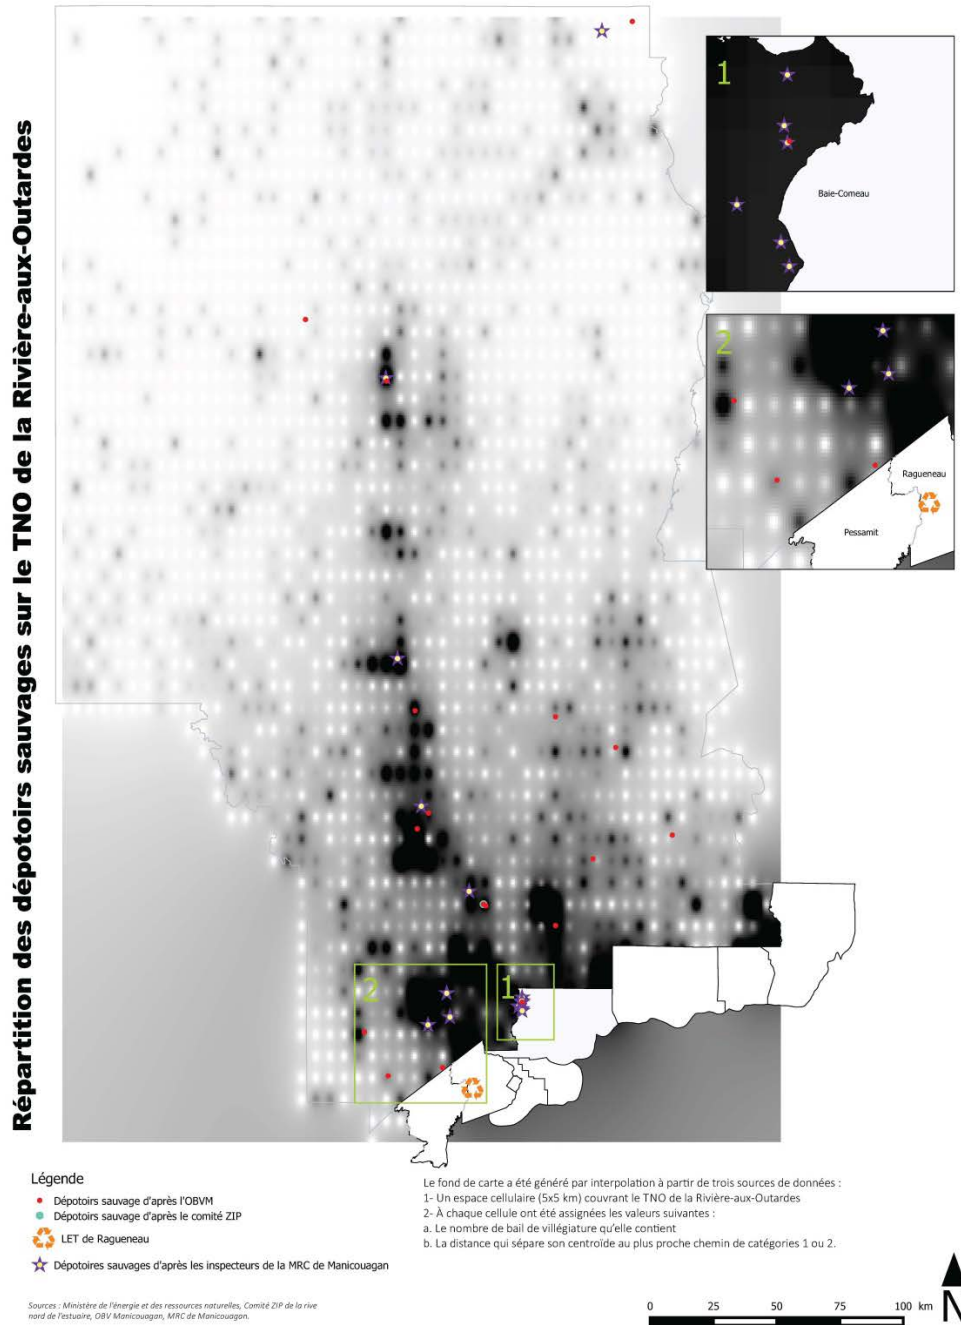 Répartition des dépotoirs sauvages sur le TNO de la Rivière-aux-Outardes
1
Baie-Comeau
2
Ragueneau
Pessamit
2
1
Légende
Dépotoirs sauvage d'après l'OBVM
Dépotoirs sauvage d'après le comité ZIP
LET de Ragueneau
Dépotoires sauvages d'après les inspecteurs de la MRC de Manicouagan
Le fond de carte a été généré par interpolation à partir de trois sources de données :
1- Un espace cellulaire (5x5 km) couvrant le TNO de la Rivière-aux-Outardes
2- À chaque cellule ont été assignées les valeurs suivantes :
a. Le nombre de bail de villégiature qu'elle contient
b. La distance qui sépare son centroïde au plus proche chemin de catégories 1 ou 2.
Sources : Ministère de l'énergie et des ressources naturelles, Comité ZIP de la rive
nord de l'estuaire, OBV Manicouagan, MRC de Manicouagan.
0 25 50 75 100 km
N